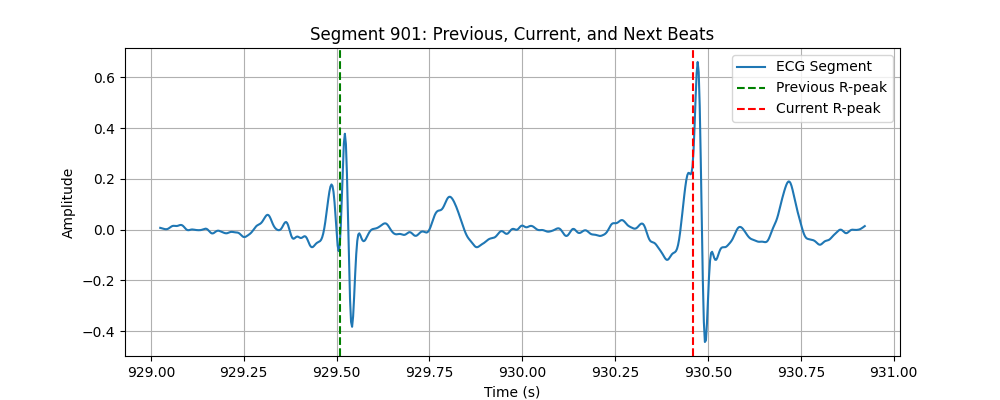 Segment 901: Previous, Current, and Next Beats
ECG Segment
Previous R-peak
Current R-peak
Amplitude
0.6
0.4
0.2
0.0
−0.2
−0.4
929.00 929.25 929.50 929.75 930.00 930.25 930.50 930.75 931.00
Time (s)